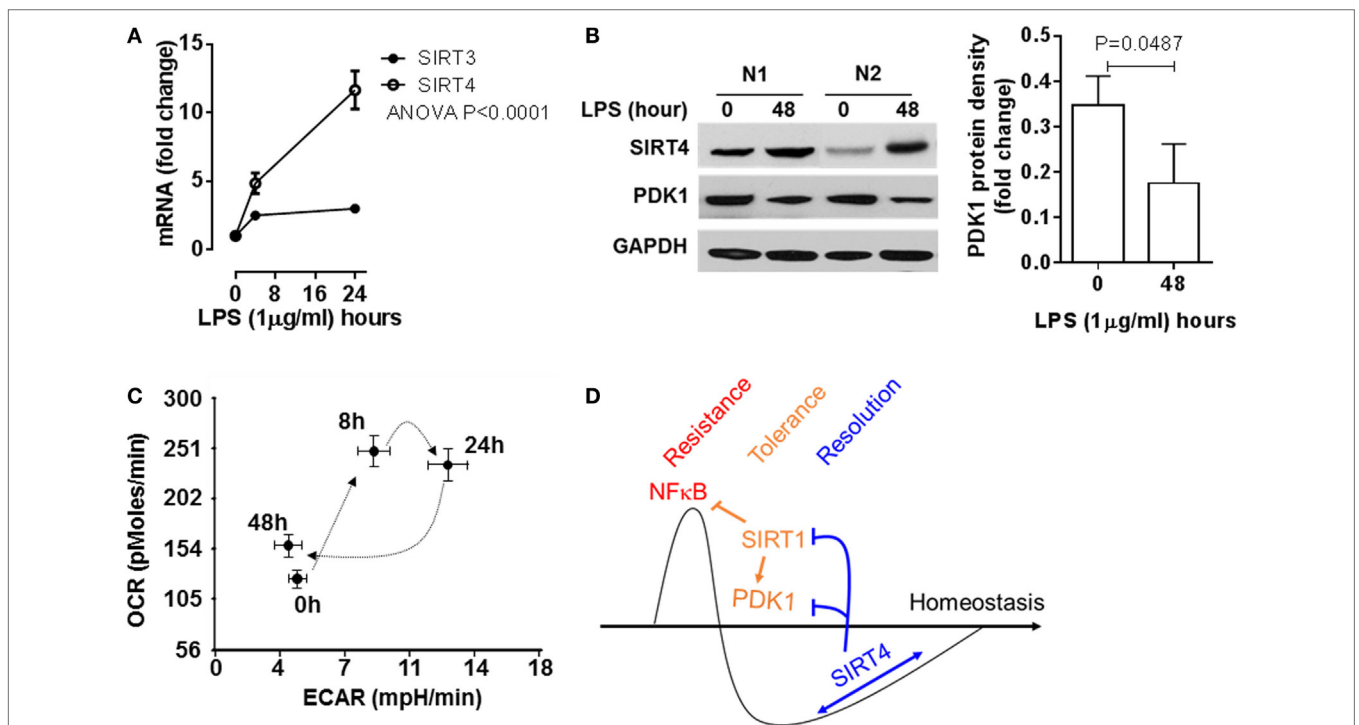 A
15
10
5
0
mRNA (fold change)
SIRT3
SIRT4
ANOVA P<0.0001
0 8 16 24
LPS (1µg/ml) hours
B
N1 N2
LPS (hour) 0 48 0 48
SIRT4
PDK1
GAPDH
P=0.0487
0.5
0.4
0.3
0.2
0.1
0.0
PDK1 protein density
(fold change)
0 48
LPS (1µg/ml) hours
C
300
251
202
154
105
56
OCR (pMoles/min)
8h
24h
48h
0h
0 4 7 11 14 18
ECAR (mpH/min)
D
Resistance
Tolerance
Resolution
NFκB
SIRT1
PDK1
Homeostasis
SIRT4